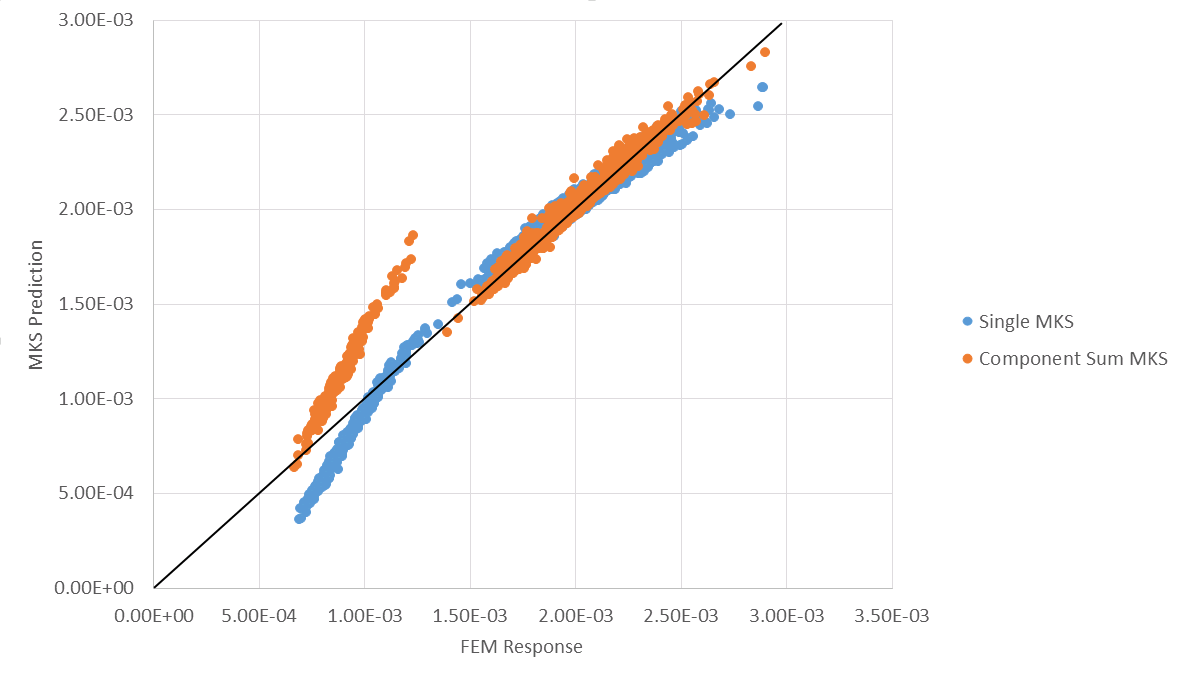 3.00E-03
2.50E-03
2.00E-03
1.50E-03
1.00E-03
5.00E-04
0.00E+00
MKS Prediction
0.00E+00 5.00E-04 1.00E-03 1.50E-03 2.00E-03 2.50E-03 3.00E-03 3.50E-03
FEM Response
Single MKS
Component Sum MKS